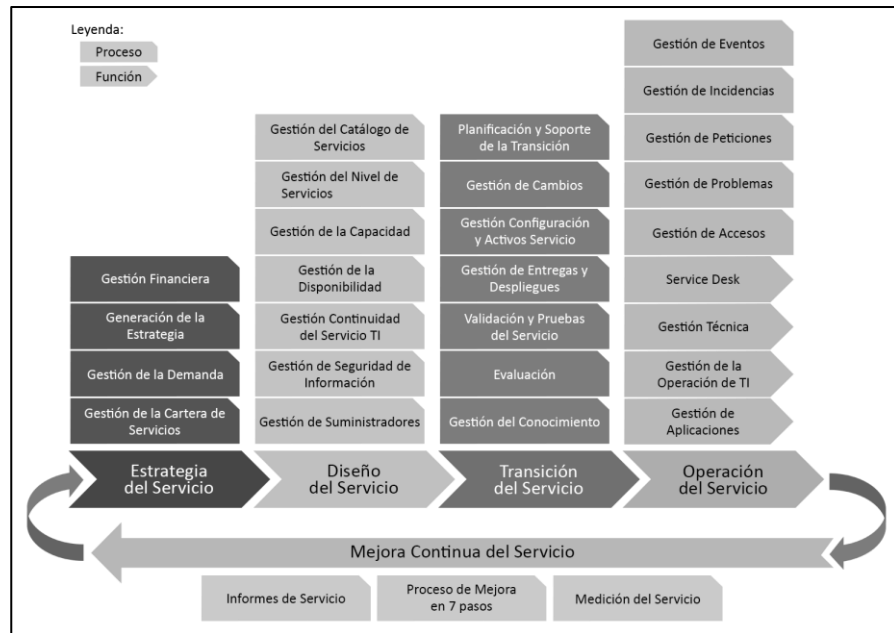 Leyenda:
Proceso
Función
Gestión Financiera
Generación de la
Estrategia
Gestión de la Demanda
Gestión de la Cartera de
Servicios
Estrategia
del Servicio
Gestión del Catálogo de
Servicios
Gestión del Nivel de
Servicios
Gestión de la Capacidad
Gestión de la
Disponibilidad
Gestión Continuidad
del Servicio TI
Gestión de Seguridad de
Información
Gestión de Suministradores
Diseño
del Servicio
Planificación y Soporte
de la Transición
Gestión de Cambios
Gestión Configuración
y Activos Servicio
Gestión de Entregas y
Despliegues
Validación y Pruebas
del Servicio
Evaluación
Gestión del Conocimiento
Transición
del Servicio
Gestión de Eventos
Gestión de Incidencias
Gestión de Peticiones
Gestión de Problemas
Gestión de Accesos
Service Desk
Gestión Técnica
Gestión de la
Operación de TI
Gestión de
Aplicaciones
Operación
del Servicio
Mejora Continua del Servicio
Informes de Servicio
Proceso de Mejora
en 7 pasos
Medición del Servicio